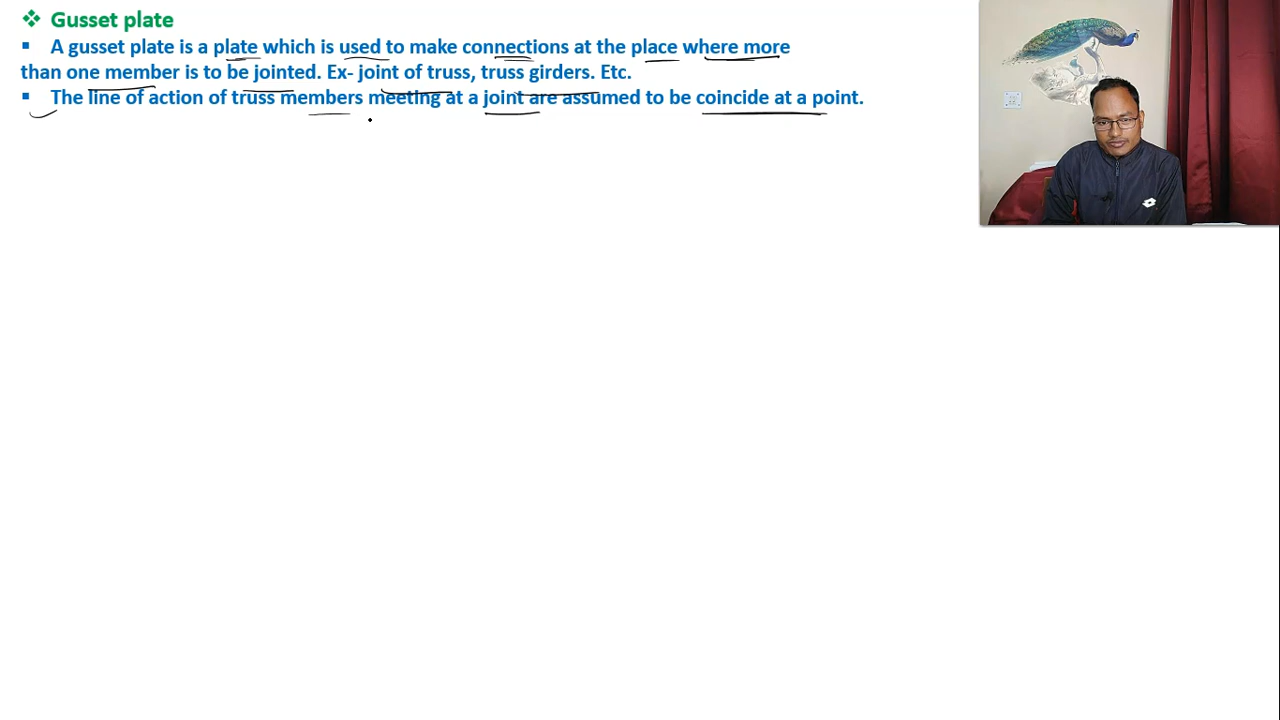 ❖ Gusset plate
▪ A gusset plate is a plate which is used to make connections at the place where more
than one member is to be jointed. Ex- joint of truss, truss girders. Etc.
▪ The line of action of truss members meeting at a joint are assumed to be coincide at a point.